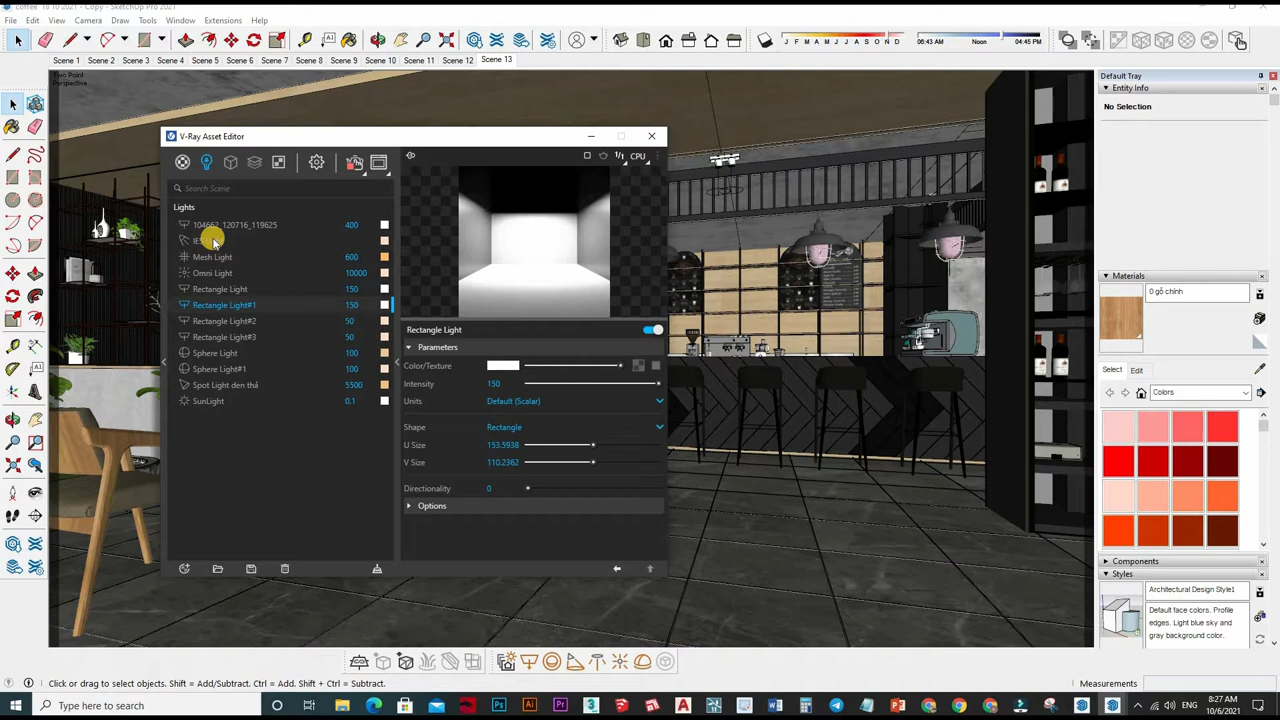 coffee 18 10 2021 - Copy - SketchUp Pro 2021
File Edit View Camera Draw Tools Window Extensions Help
J F M A M J J A S O N D
06:43 AM Noon 04:45 PM
Scene 1 Scene 2 Scene 3 Scene 4 Scene 5 Scene 6 Scene 7 Scene 8 Scene 9 Scene 10 Scene 11 Scene 12 Scene 13
Two Point
Perspective
Default Tray
Entity Info
No Selection
V-Ray Asset Editor
1/1 CPU
Search Scene
Lights
104662_120716_119625 400
Mesh Light 600
Omni Light 10000
Rectangle Light 150
Rectangle Light#1 150
Rectangle Light#2 50
Rectangle Light#3 50
Sphere Light 100
Sphere Light#1 100
Spot Light den thả 5500
SunLight 0.1
Rectangle Light
Parameters
Color/Texture
Intensity 150
Units Default (Scalar)
Shape Rectangle
U Size 153.5938
V Size 110.2362
Directionality 0
Options
Materials
0 gỗ chính
Select Edit
Colors
Components
Styles
Architectural Design Style1
Default face colors. Profile
edges. Light blue sky and
gray background color.
Click or drag to select objects. Shift = Add/Subtract. Ctrl = Add. Shift + Ctrl = Subtract.
Measurements
Type here to search
8:27 AM
10/6/2021